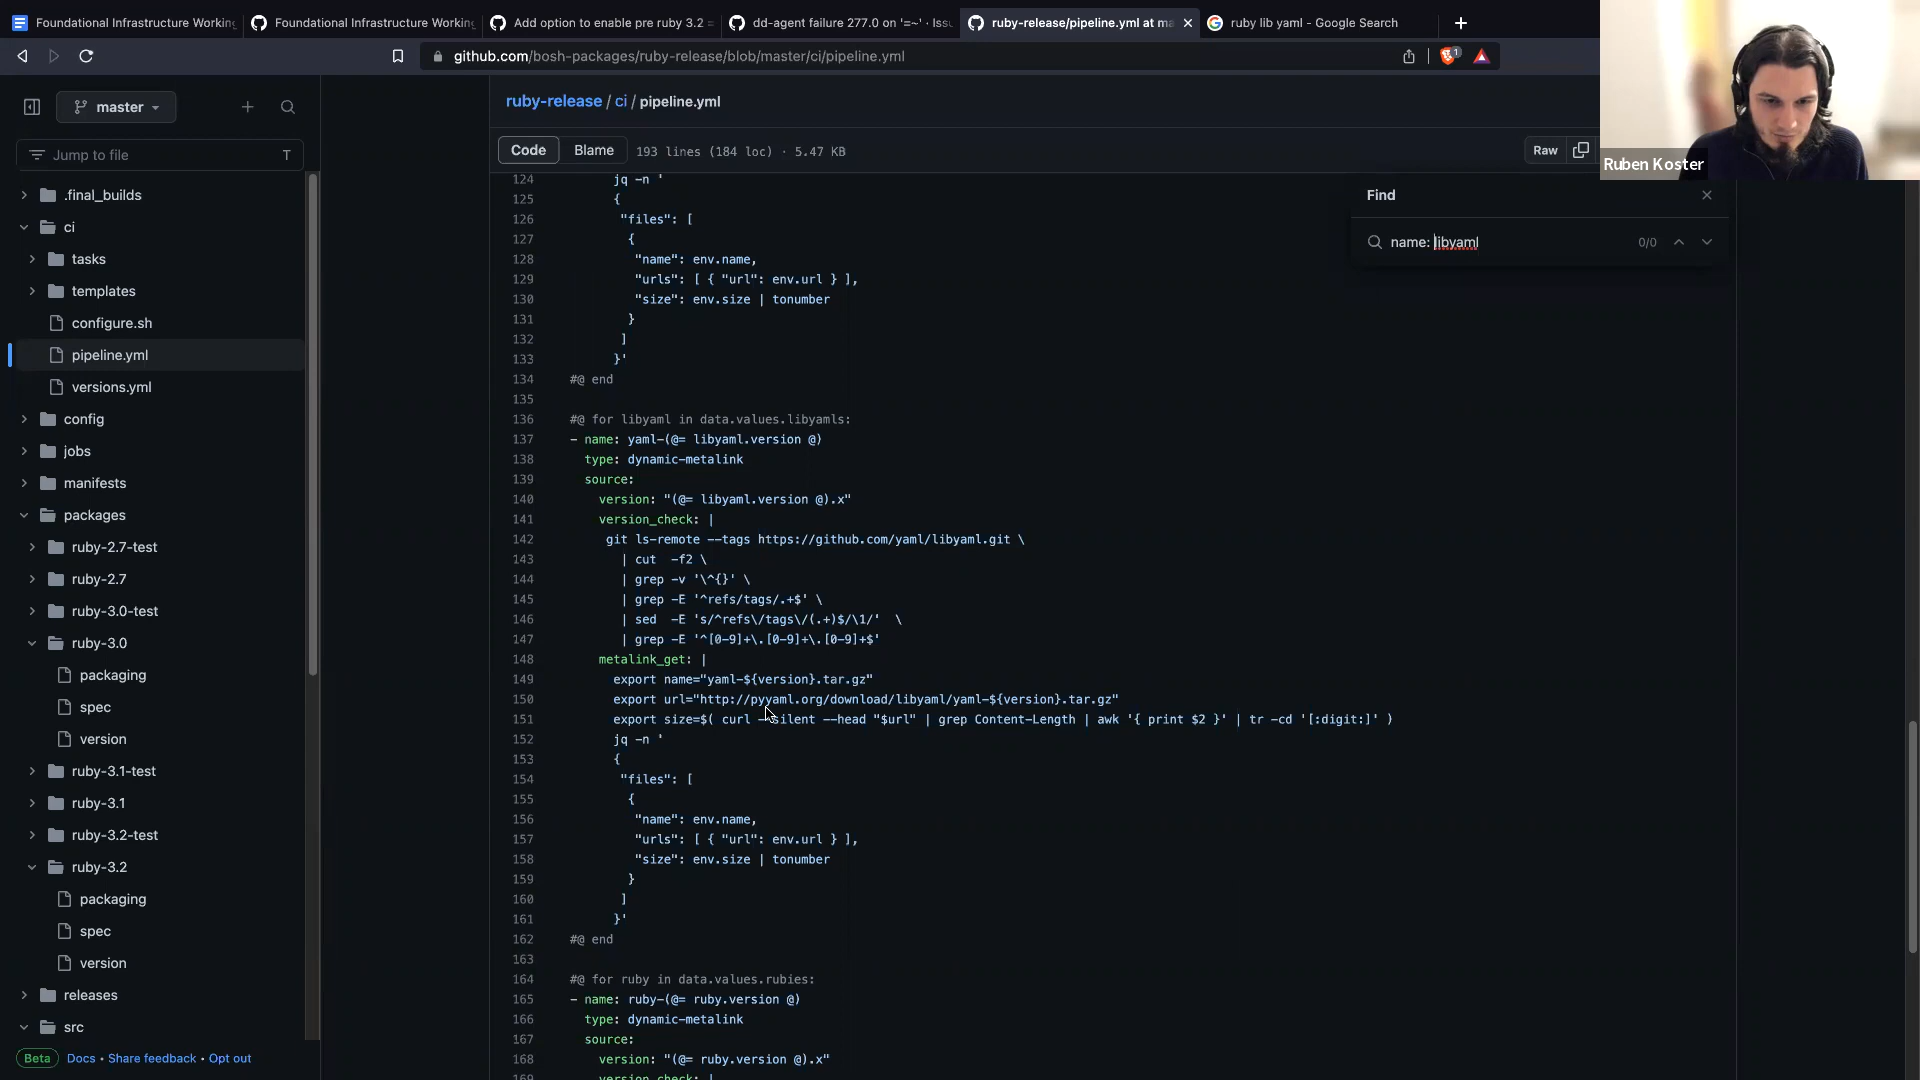 Foundational Infrastructure Working
Foundational Infrastructure Working
Add option to enable pre ruby 3.2 =
dd-agent failure 277.0 on '=~' · Issu
ruby-release/pipeline.yml at ma
ruby lib yaml - Google Search
github.com/bosh-packages/ruby-release/blob/master/ci/pipeline.yml
1
master
Jump to file
T
.final_builds
ci
tasks
templates
configure.sh
pipeline.yml
versions.yml
config
jobs
manifests
packages
ruby-2.7-test
ruby-2.7
ruby-3.0-test
ruby-3.0
packaging
spec
version
ruby-3.1-test
ruby-3.1
ruby-3.2-test
ruby-3.2
packaging
spec
version
releases
src
Beta Docs • Share feedback • Opt out
ruby-release / ci / pipeline.yml
Code Blame 193 lines (184 loc) · 5.47 KB
Raw
Find
name: libyaml 0/0
Ruben Koster
124 jq -n '
125 {
126 "files": [
127 {
128 "name": env.name,
129 "urls": [ { "url": env.url } ],
130 "size": env.size | tonumber
131 }
132 ]
133 }'
134 #@ end
135
136 #@ for libyaml in data.values.libyamls:
137 - name: yaml-(@= libyaml.version @)
138 type: dynamic-metalink
139 source:
140 version: "(@= libyaml.version @).x"
141 version_check: |
142 git ls-remote --tags https://github.com/yaml/libyaml.git \
143 | cut -f2 \
144 | grep -v '\^{}' \
145 | grep -E '^refs/tags/.+$' \
146 | sed -E 's/^refs\/tags\/(.+)$/\1/' \
147 | grep -E '^[0-9]+\.[0-9]+\.[0-9]+$'
148 metalink_get: |
149 export name="yaml-${version}.tar.gz"
150 export url="http://pyyaml.org/download/libyaml/yaml-${version}.tar.gz"
151 export size=$( curl --silent --head "$url" | grep Content-Length | awk '{ print $2 }' | tr -cd '[:digit:]' )
152 jq -n '
153 {
154 "files": [
155 {
156 "name": env.name,
157 "urls": [ { "url": env.url } ],
158 "size": env.size | tonumber
159 }
160 ]
161 }'
162 #@ end
163
164 #@ for ruby in data.values.rubies:
165 - name: ruby-(@= ruby.version @)
166 type: dynamic-metalink
167 source:
168 version: "(@= ruby.version @).x"
169 version_check: |